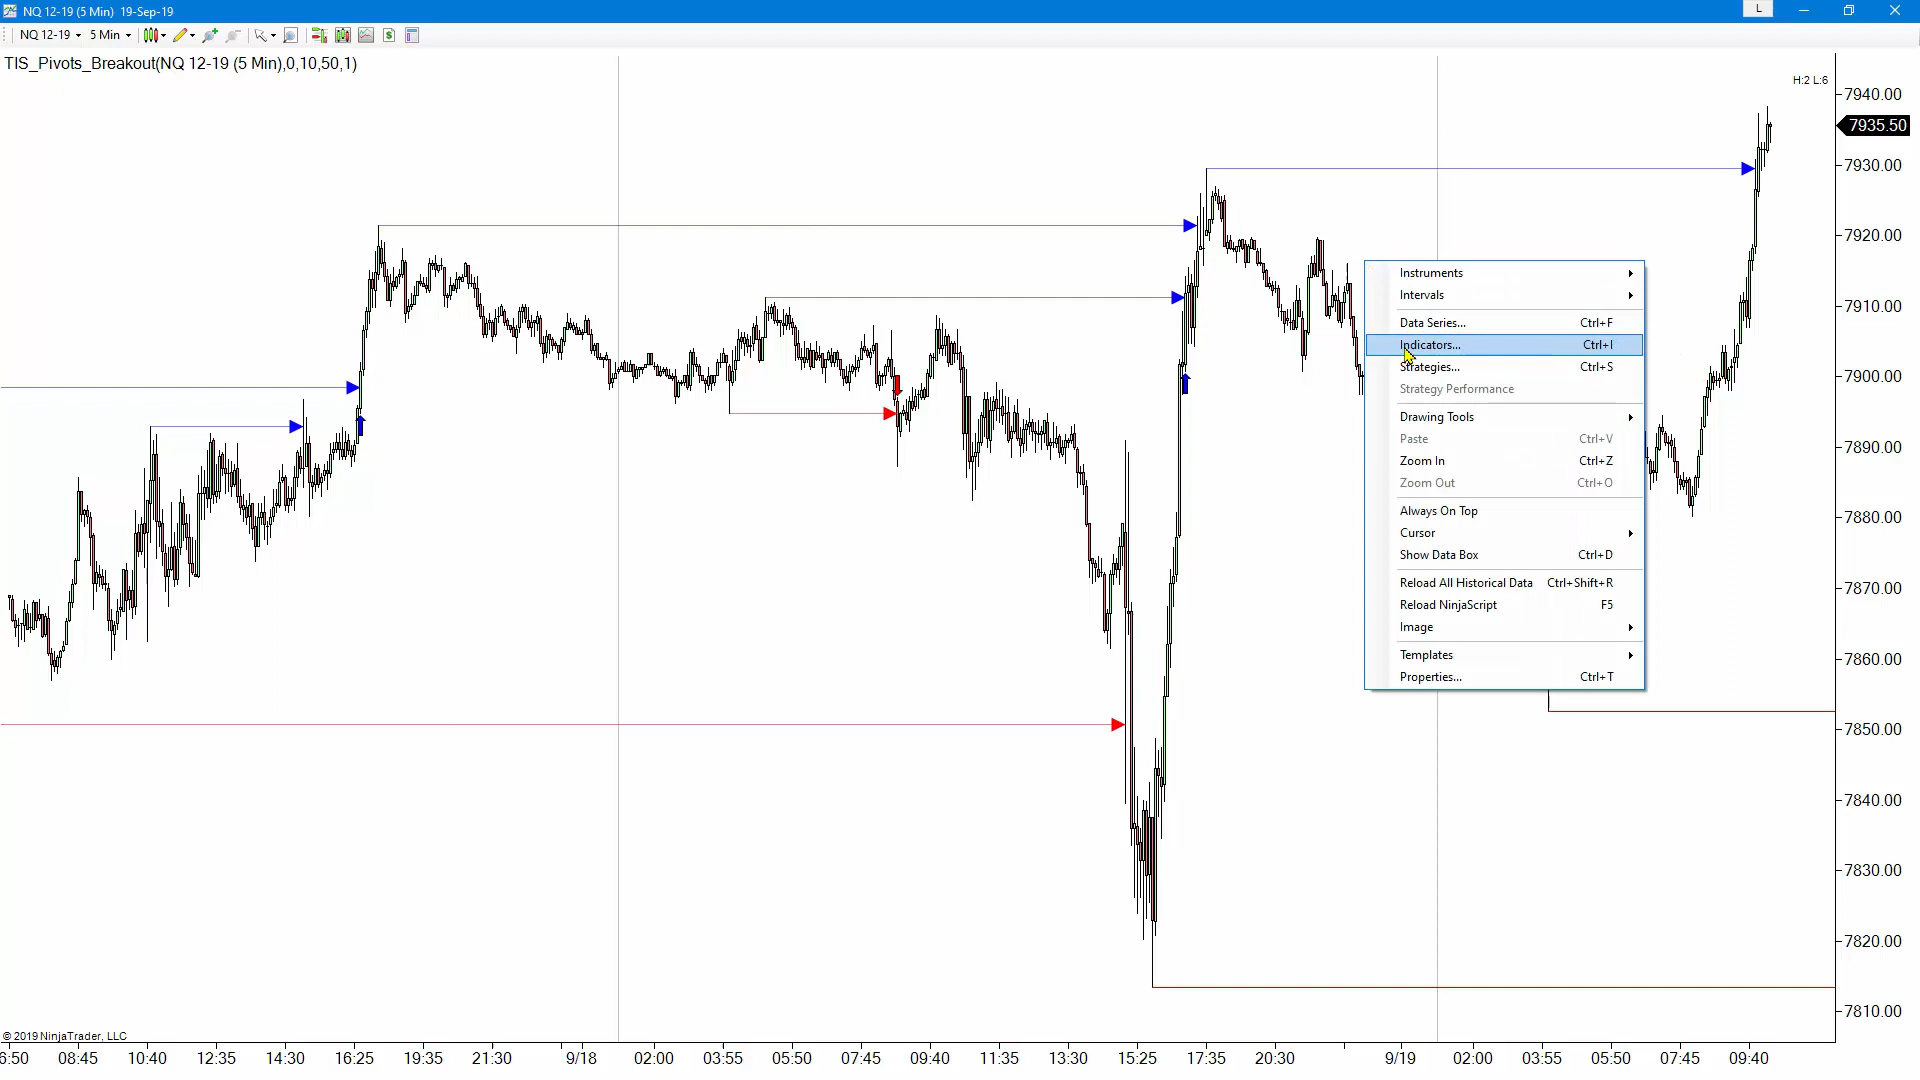 NQ 12-19 (5 Min) 19-Sep-19
L
NQ 12-19 5 Min
TIS_Pivots_Breakout(NQ 12-19 (5 Min),0,10,50,1)
H:2 L:6
7940.00
7935.50
7930.00
7920.00
7910.00
7900.00
7890.00
7880.00
7870.00
7860.00
7850.00
7840.00
7830.00
7820.00
7810.00
Instruments
Intervals
Data Series... Ctrl+F
Indicators... Ctrl+I
Strategies... Ctrl+S
Strategy Performance
Drawing Tools
Paste Ctrl+V
Zoom In Ctrl+Z
Zoom Out Ctrl+O
Always On Top
Cursor
Show Data Box Ctrl+D
Reload All Historical Data Ctrl+Shift+R
Reload NinjaScript F5
Image
Templates
Properties... Ctrl+T
© 2019 NinjaTrader, LLC
6:50 08:45 10:40 12:35 14:30 16:25 19:35 21:30 9/18 02:00 03:55 05:50 07:45 09:40 11:35 13:30 15:25 17:35 20:30 9/19 02:00 03:55 05:50 07:45 09:40